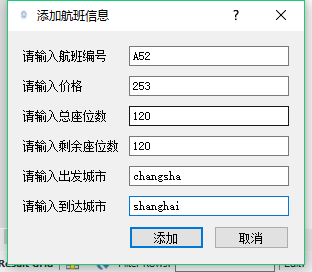 添加航班信息
请输入航班编号 A52
请输入价格 253
请输入总座位数 120
请输入剩余座位数 120
请输入出发城市 changsha
请输入到达城市 shanghai
添加 取消